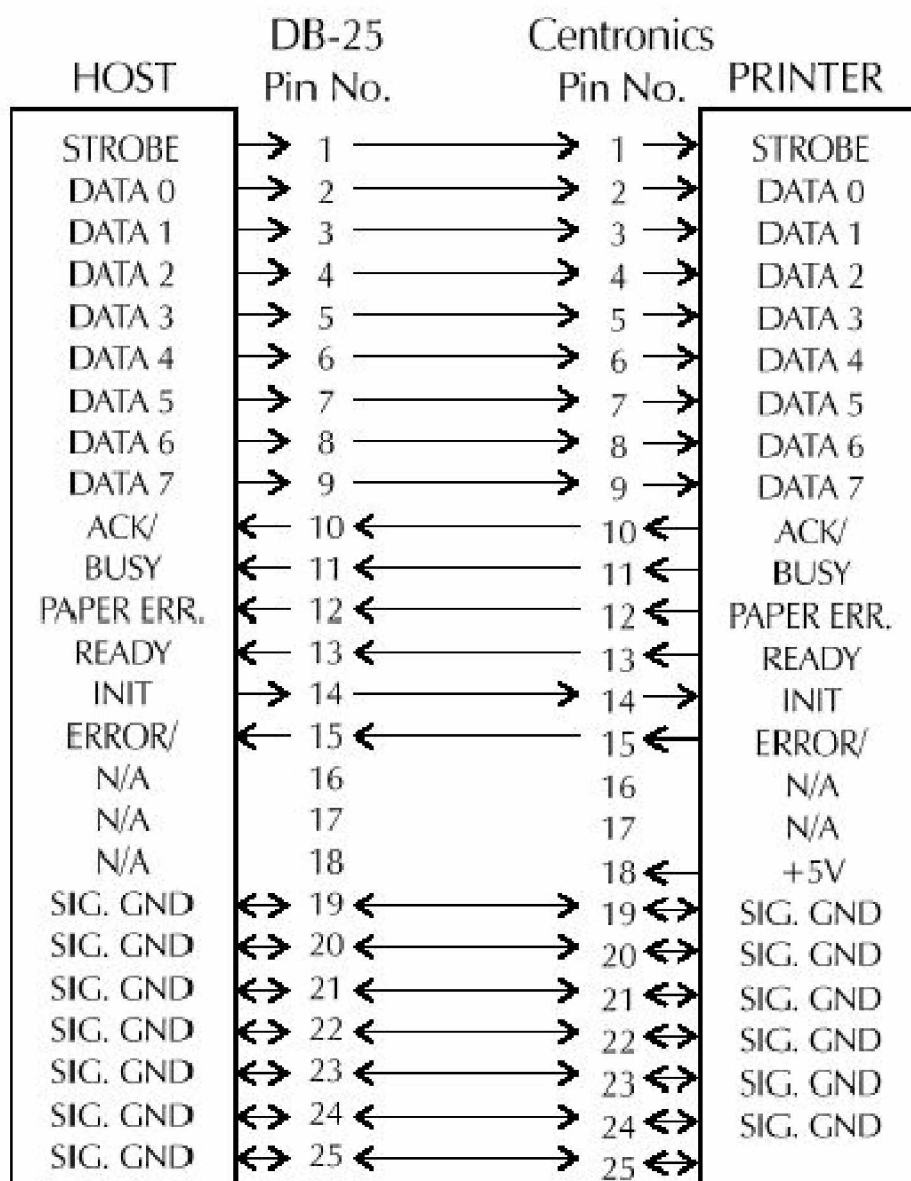 DB-25 Centronics
HOST Pin No. Pin No. PRINTER
STROBE 1 1 STROBE
DATA 0 2 2 DATA 0
DATA 1 3 3 DATA 1
DATA 2 4 4 DATA 2
DATA 3 5 5 DATA 3
DATA 4 6 6 DATA 4
DATA 5 7 7 DATA 5
DATA 6 8 8 DATA 6
DATA 7 9 9 DATA 7
ACK/ 10 10 ACK/
BUSY 11 11 BUSY
PAPER ERR. 12 12 PAPER ERR.
READY 13 13 READY
INIT 14 14 INIT
ERROR/ 15 15 ERROR/
N/A 16 16 N/A
N/A 17 17 N/A
N/A 18 18 +5V
SIG. GND 19 19 SIG. GND
SIG. GND 20 20 SIG. GND
SIG. GND 21 21 SIG. GND
SIG. GND 22 22 SIG. GND
SIG. GND 23 23 SIG. GND
SIG. GND 24 24 SIG. GND
SIG. GND 25 25